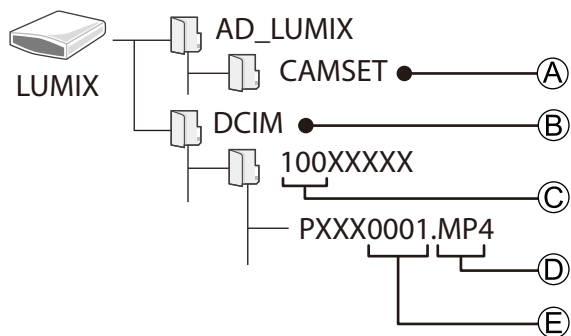 AD_LUMIX
LUMIX
CAMSET
A
DCIM
B
100XXXXX
C
PXXX0001.MP4
D
E